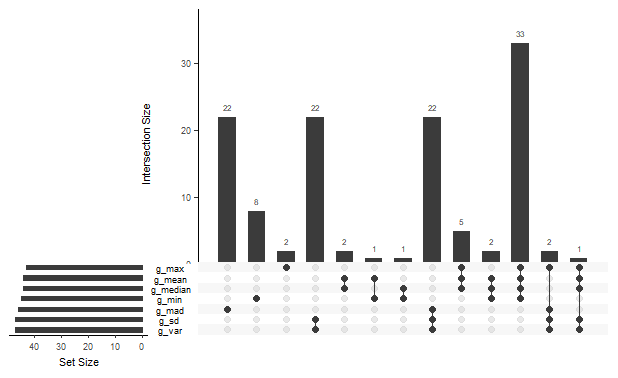 33
30
22
22
22
20
Intersection Size
10
8
5
2
2
2
2
1
1
1
g_max
g_mean
g_median
g_min
g_mad
g_sd
g_var
40 30 20 10 0
Set Size